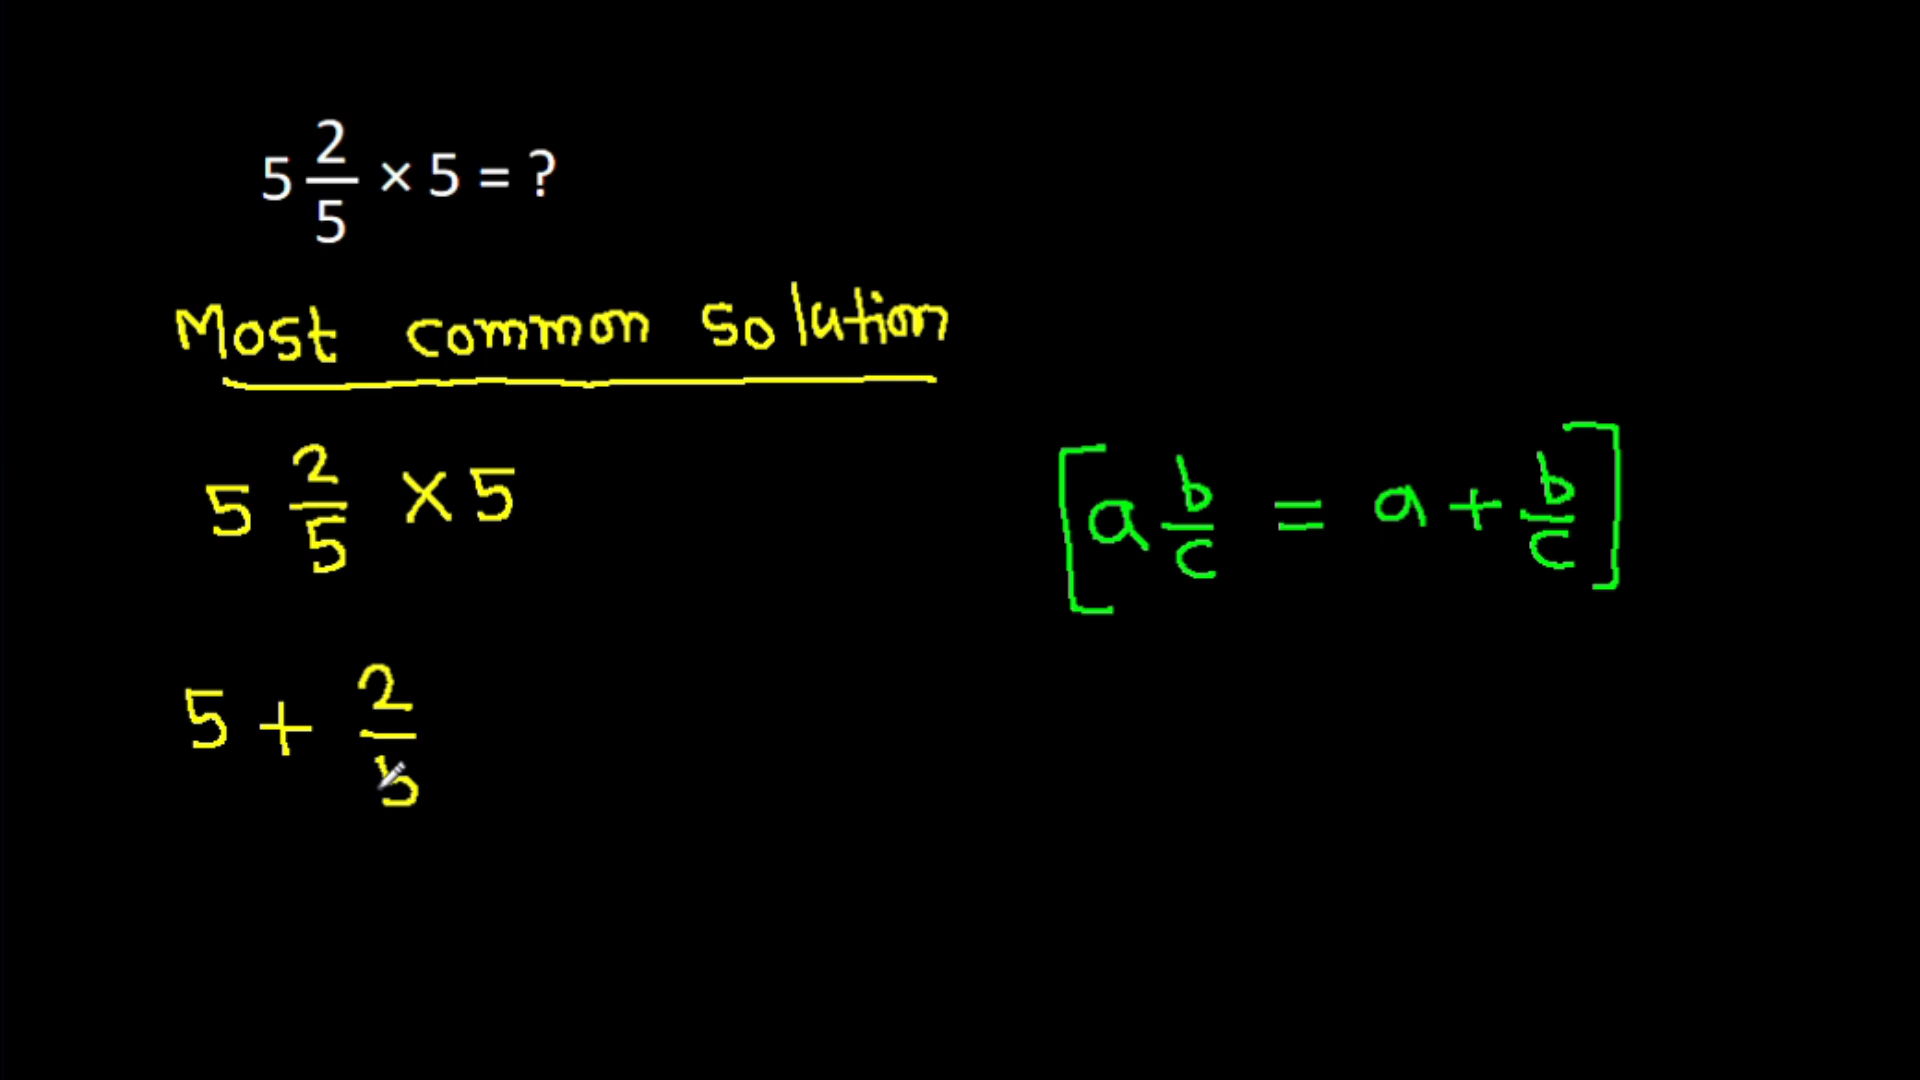 5 2/5 × 5 = ?
Most common solution
5 2/5 × 5
[a b/c = a + b/c]
5 + 2/5